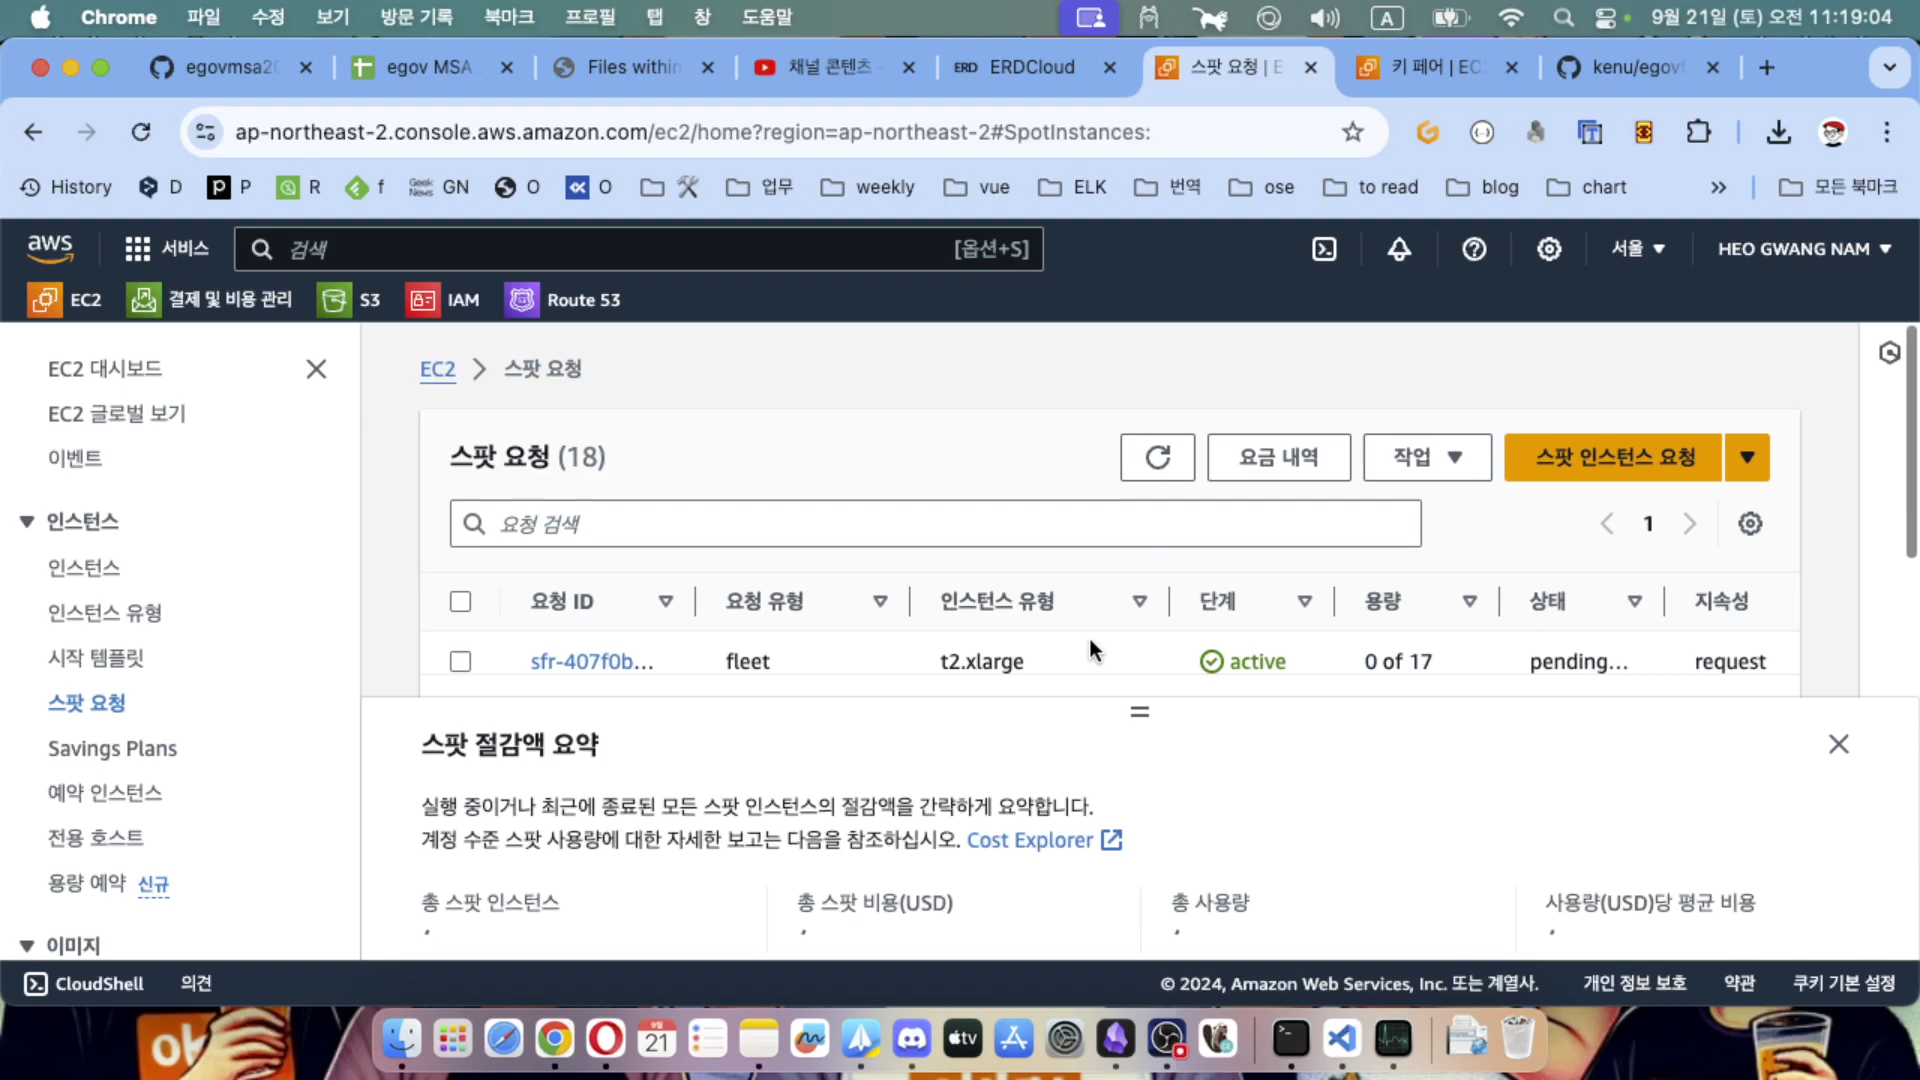 Chrome 파일 수정 보기 방문 기록 북마크 프로필 탭 창 도움말 A 9월 21일 (토) 오전 11:19:04
egovmsa2 egov MSA Files within 채널 콘텐츠 ERD ERDCloud 스팟 요청 | E 키 페어 | EC kenu/egov
ap-northeast-2.console.aws.amazon.com/ec2/home?region=ap-northeast-2#SpotInstances:
History D P R f Geek News GN O O 업무 weekly vue ELK 번역 ose to read blog chart » 모든 북마크
aws 서비스 검색 [옵션+S] 서울 HEO GWANG NAM
EC2 결제 및 비용 관리 S3 IAM Route 53
EC2 대시보드
EC2 글로벌 보기
이벤트
인스턴스
인스턴스
인스턴스 유형
시작 템플릿
스팟 요청
Savings Plans
예약 인스턴스
전용 호스트
용량 예약 신규
이미지
EC2 스팟 요청
스팟 요청 (18) 요금 내역 작업 스팟 인스턴스 요청
요청 검색 1
요청 ID 요청 유형 인스턴스 유형 단계 용량 상태 지속성
sfr-407f0b... fleet t2.xlarge active 0 of 17 pending... request
스팟 절감액 요약
실행 중이거나 최근에 종료된 모든 스팟 인스턴스의 절감액을 간략하게 요약합니다.
계정 수준 스팟 사용량에 대한 자세한 보고는 다음을 참조하십시오. Cost Explorer
총 스팟 인스턴스 총 스팟 비용(USD) 총 사용량 사용량(USD)당 평균 비용
CloudShell 의견 © 2024, Amazon Web Services, Inc. 또는 계열사. 개인 정보 보호 약관 쿠키 기본 설정
ok
9월
21
tv